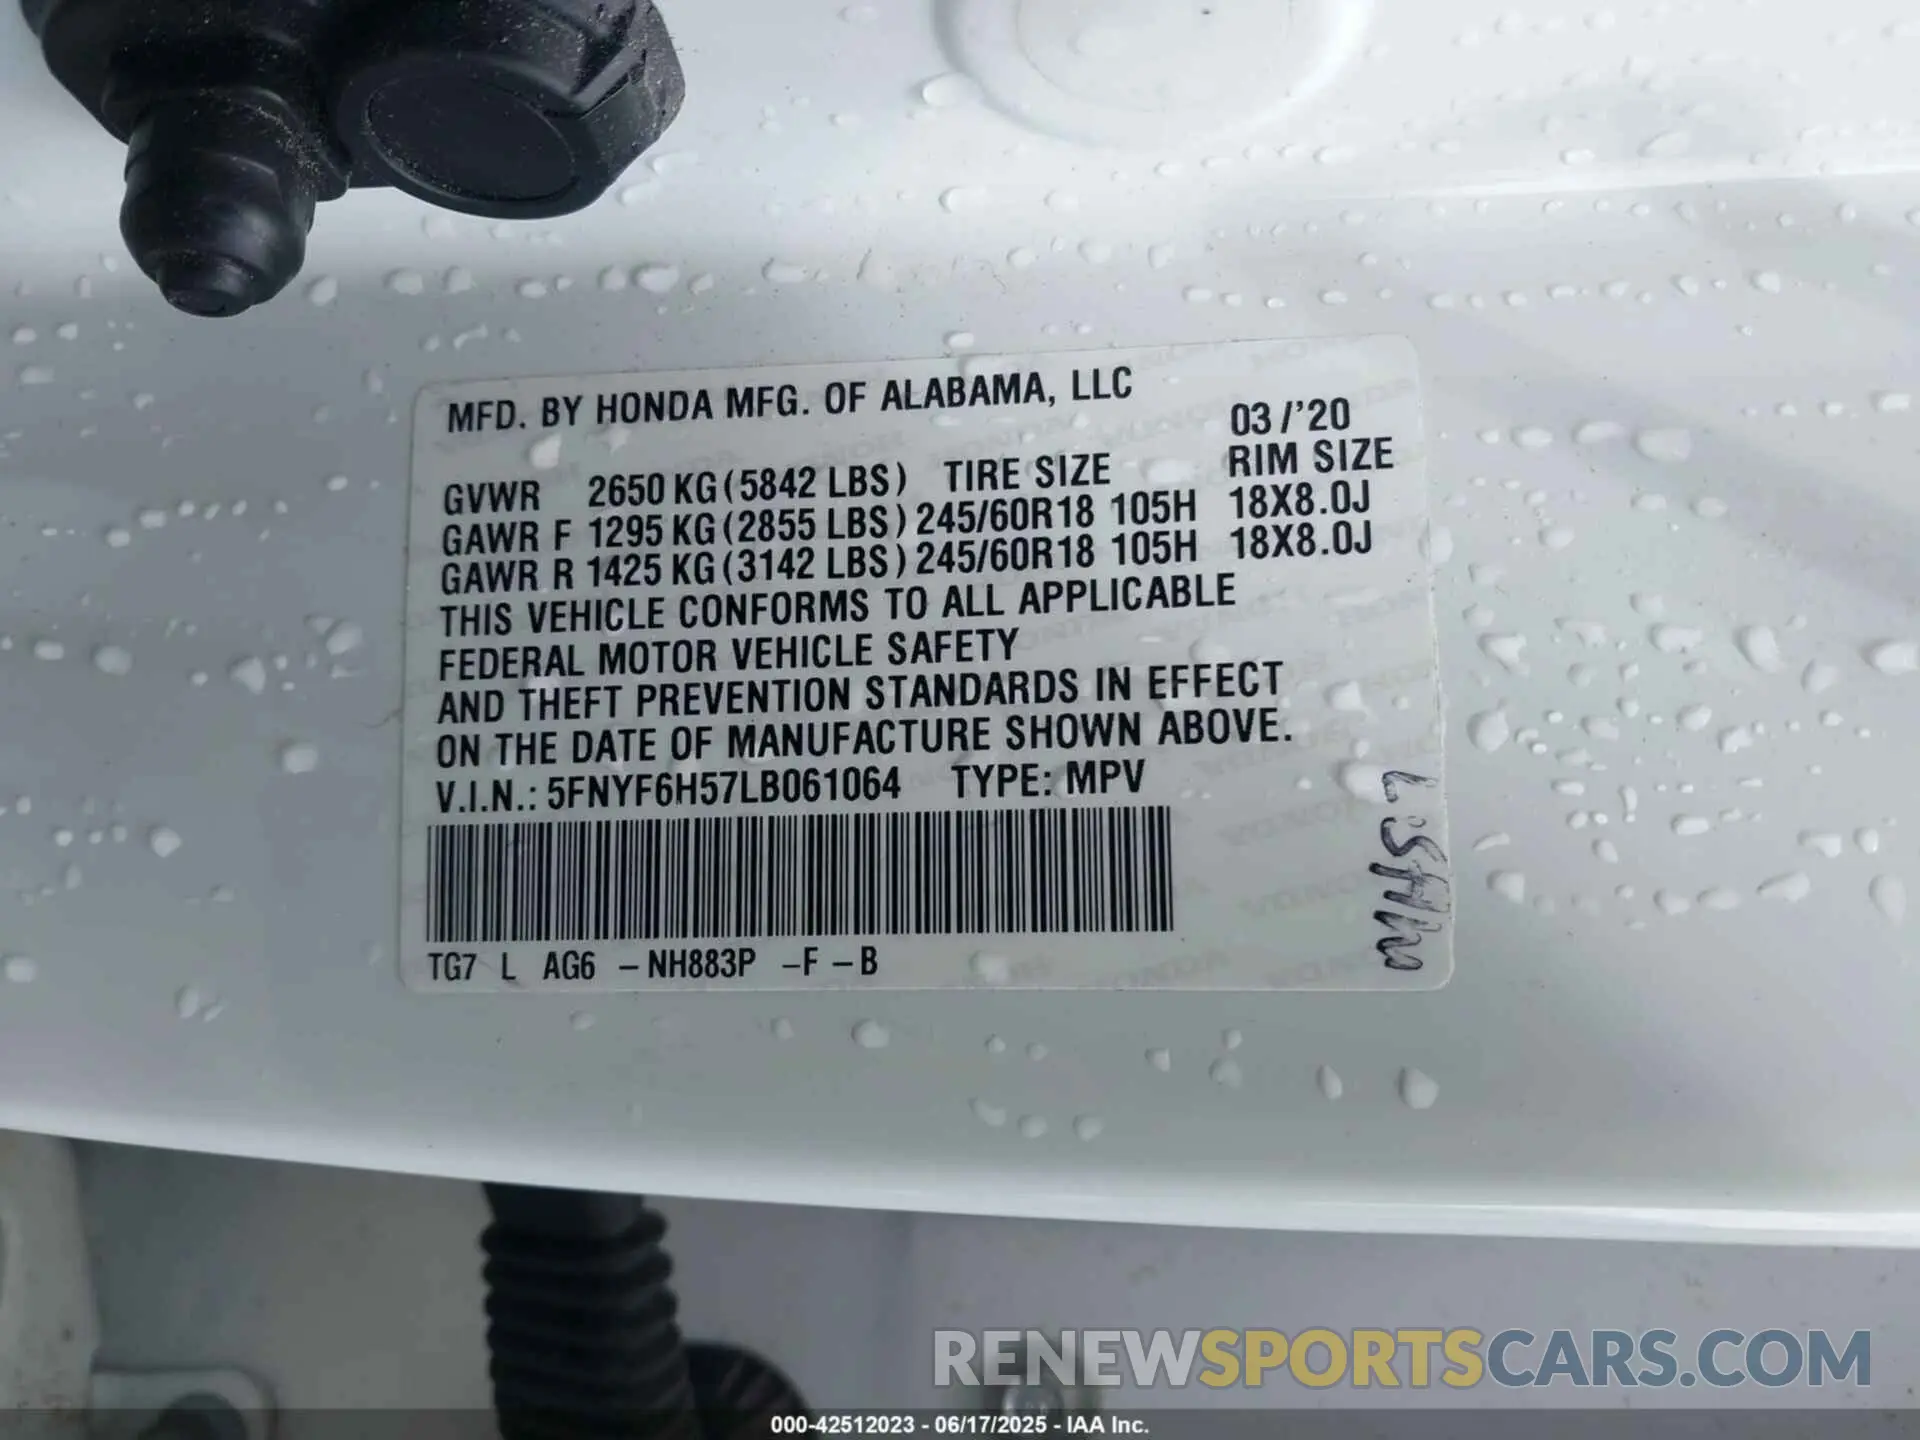 MFD. BY HONDA MFG. OF ALABAMA, LLC
03/'20
GVWR 2650 KG (5842 LBS) TIRE SIZE RIM SIZE
GAWR F 1295 KG (2855 LBS) 245/60R18 105H 18X8.0J
GAWR R 1425 KG (3142 LBS) 245/60R18 105H 18X8.0J
THIS VEHICLE CONFORMS TO ALL APPLICABLE
FEDERAL MOTOR VEHICLE SAFETY
AND THEFT PREVENTION STANDARDS IN EFFECT
ON THE DATE OF MANUFACTURE SHOWN ABOVE.
V.I.N.: 5FNYF6H57LB061064 TYPE: MPV
TG7 L AG6 -NH883P -F -B
RENEWSPORTSCARS.COM
000-42512023 - 06/17/2025 - IAA Inc.